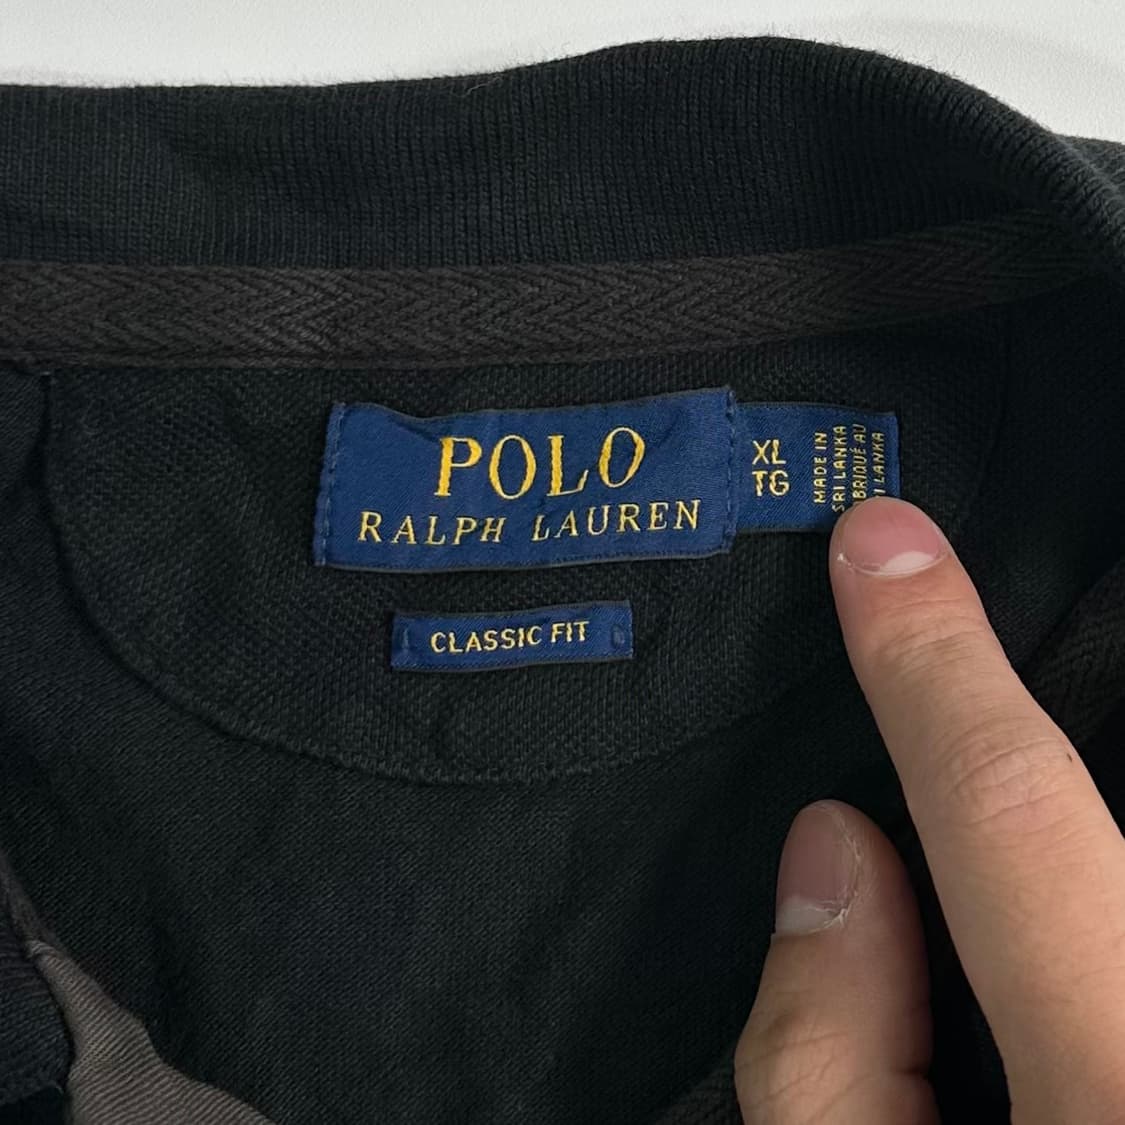 POLO
RALPH LAUREN
XL
TG
MADE IN
SRI LANKA
CLASSIC FIT